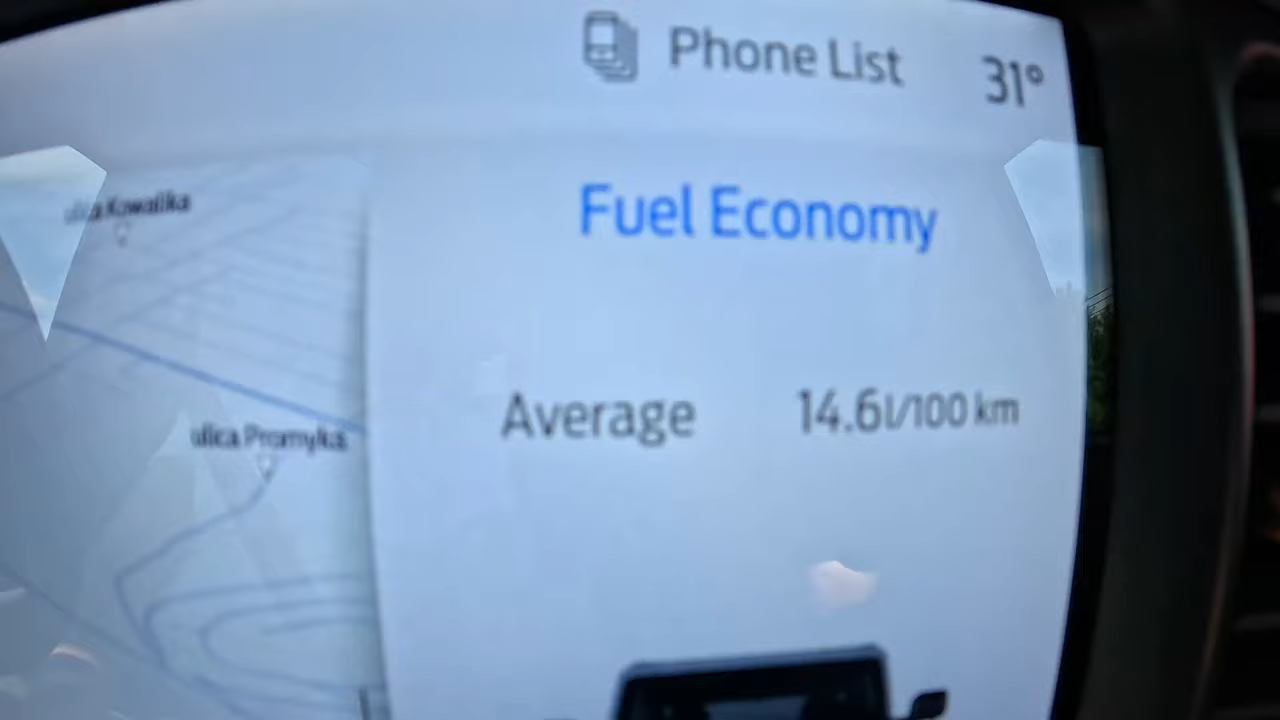 Phone List
31°
ulica Kowalika
Fuel Economy
Average 14.6l/100 km
ulica Promyka